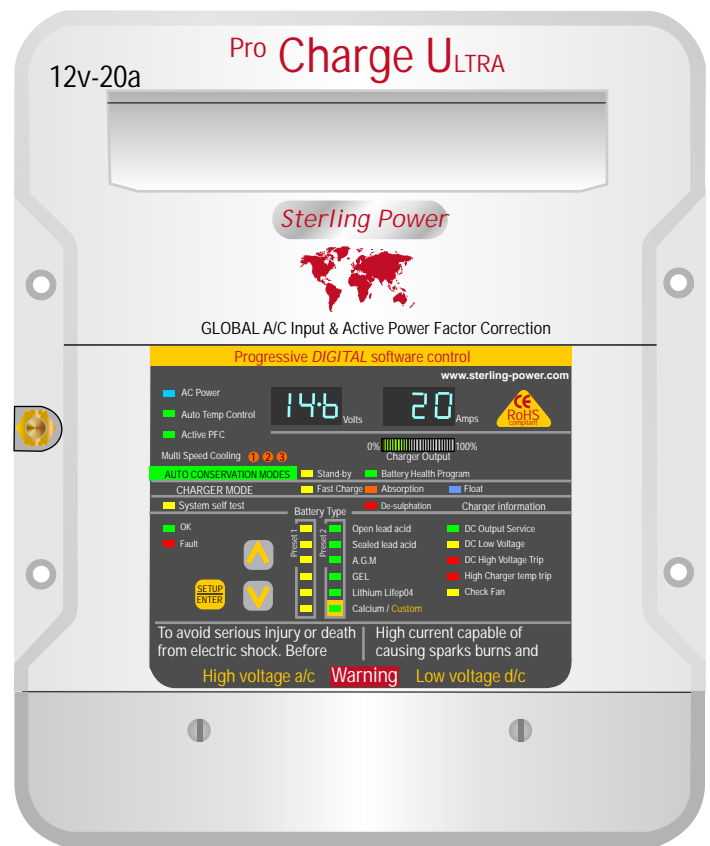 Pro Charge ULTRA
12v-20a
Sterling Power
GLOBAL A/C Input & Active Power Factor Correction
Progressive DIGITAL software control
www.sterling-power.com
AC Power
Auto Temp Control
Active PFC
14.6 Volts
20 Amps
CE
RoHS
compliant
0% 100%
Charger Output
Multi Speed Cooling 1 2 3
AUTO CONSERVATION MODES Stand-by Battery Health Program
CHARGER MODE Fast Charge Absorption Float
System self test De-sulphation Charger information
Battery Type
OK
Fault
SETUP
ENTER
Preset 1
Preset 2
Open lead acid
Sealed lead acid
A.G.M
GEL
Lithium Lifep04
Calcium / Custom
DC Output Service
DC Low Voltage
DC High Voltage Trip
High Charger temp trip
Check Fan
To avoid serious injury or death
from electric shock. Before
High current capable of
causing sparks burns and
High voltage a/c Warning Low voltage d/c